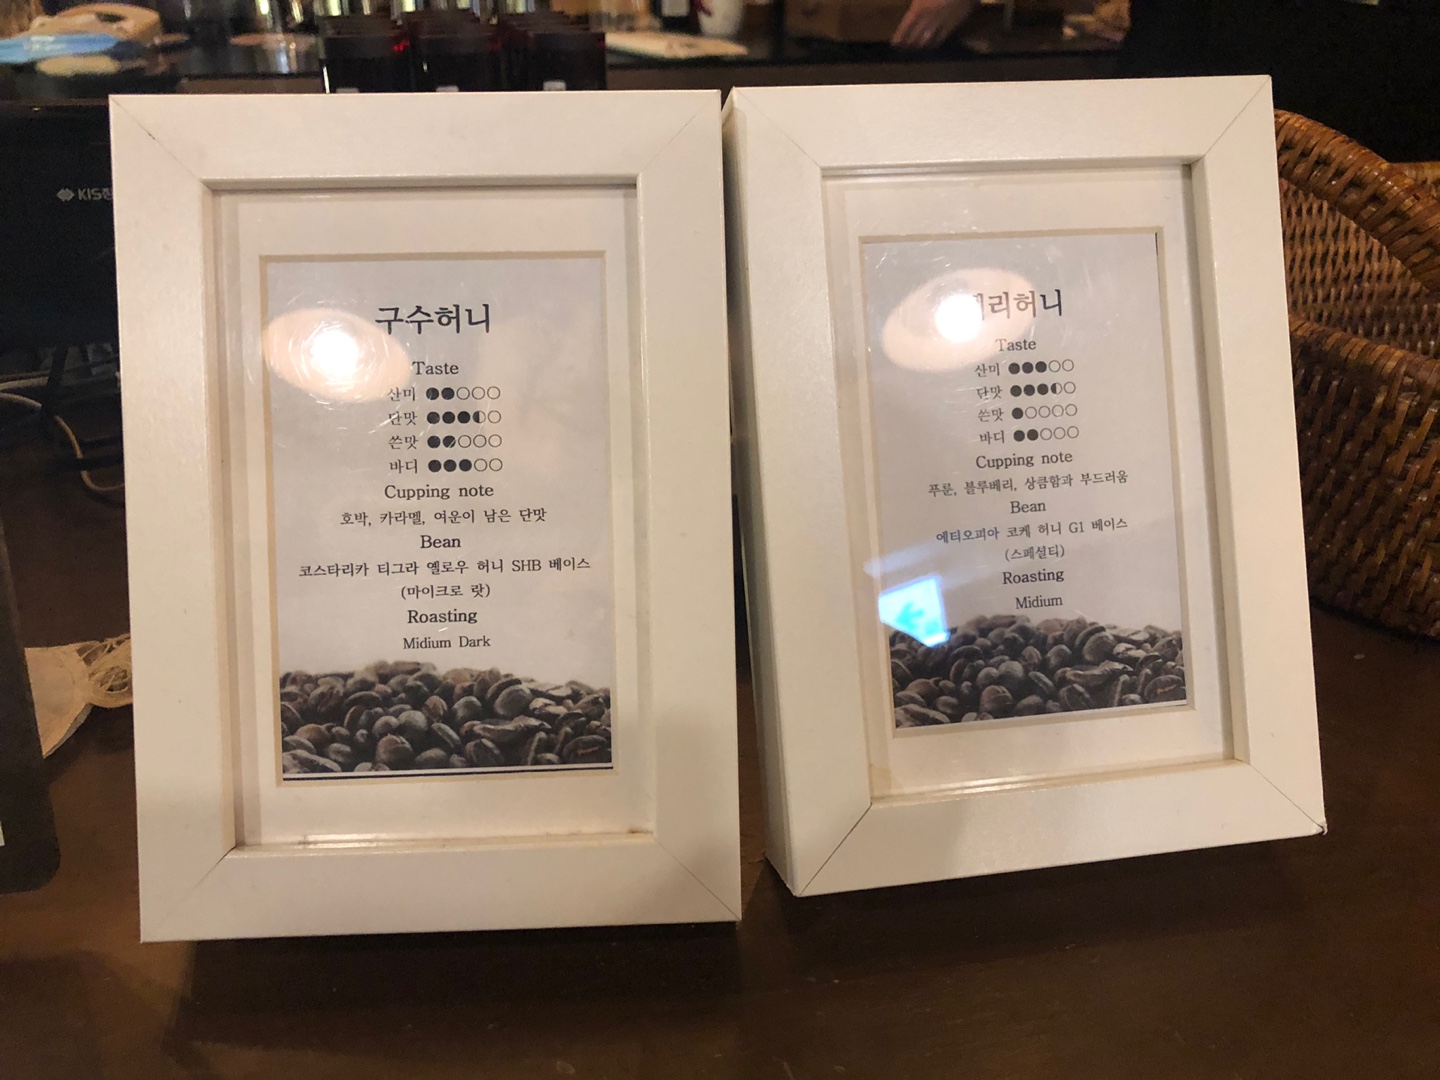 구수허니
Taste
산미 ●●○○○
단맛 ●●●◐○
쓴맛 ●◐○○○
바디 ●●●○○
Cupping note
호박, 카라멜, 여운이 남은 단맛
Bean
코스타리카 티그라 옐로우 허니 SHB 베이스
(마이크로 랏)
Roasting
Midium Dark
리허니
Taste
산미 ●●●○○
단맛 ●●●◐○
쓴맛 ●○○○○
바디 ●●○○○
Cupping note
푸룬, 블루베리, 상큼함과 부드러움
Bean
에티오피아 코케 허니 G1 베이스
(스페셜티)
Roasting
Midium
KIS